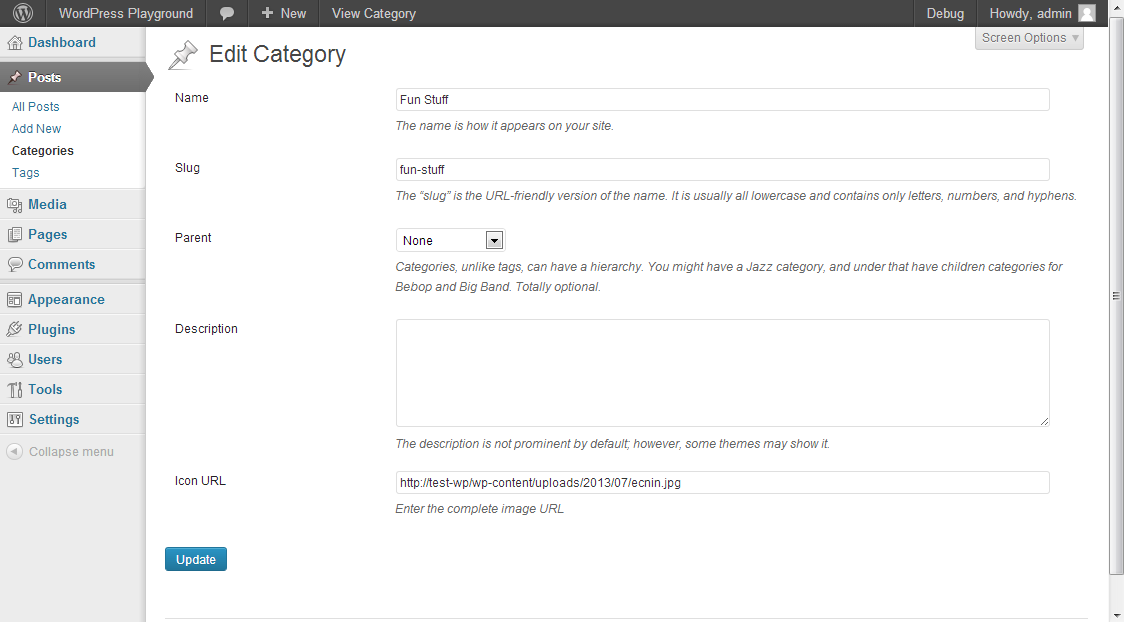 WordPress Playground + New View Category Debug Howdy, admin
Screen Options
Dashboard
Posts
All Posts
Add New
Categories
Tags
Media
Pages
Comments
Appearance
Plugins
Users
Tools
Settings
Collapse menu
Edit Category
Name
Fun Stuff
The name is how it appears on your site.
Slug
fun-stuff
The “slug” is the URL-friendly version of the name. It is usually all lowercase and contains only letters, numbers, and hyphens.
Parent
None
Categories, unlike tags, can have a hierarchy. You might have a Jazz category, and under that have children categories for
Bebop and Big Band. Totally optional.
Description
The description is not prominent by default; however, some themes may show it.
Icon URL
http://test-wp/wp-content/uploads/2013/07/ecnin.jpg
Enter the complete image URL
Update